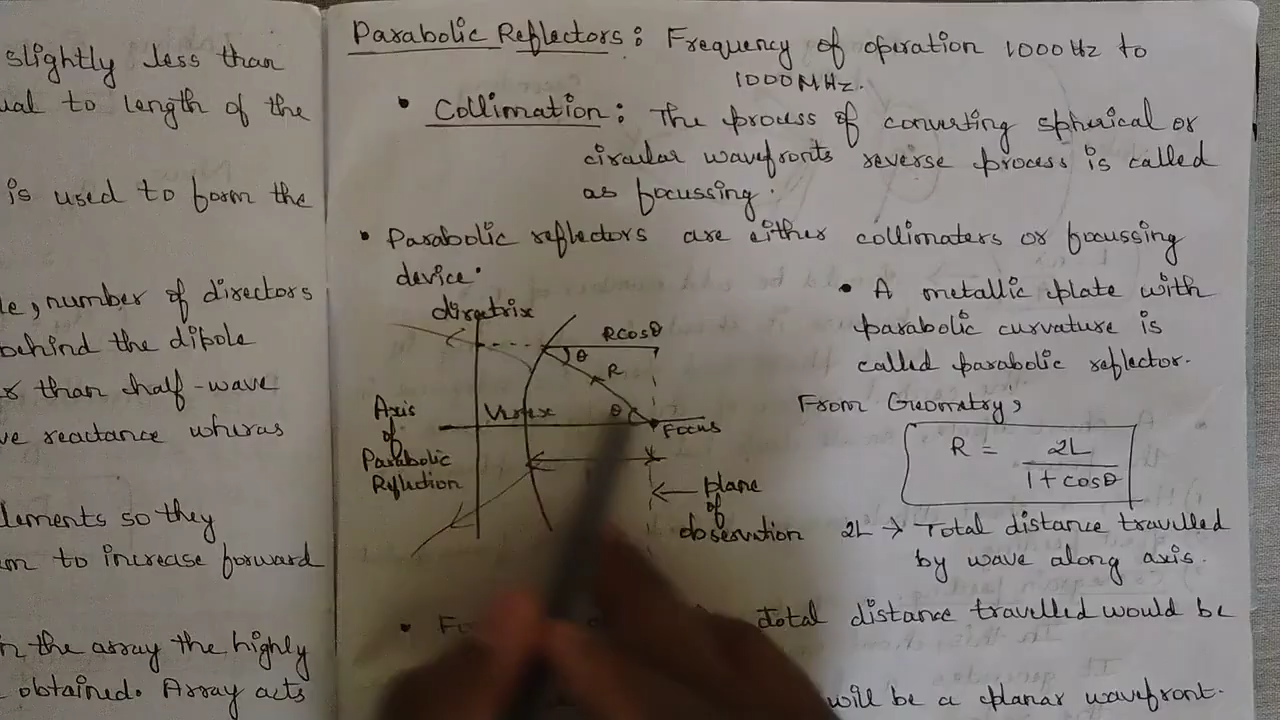 slightly less than
ual to length of the
is used to form the
le, number of directors
behind the dipole
r than half-wave
ve reactance wheras
lements so they
m to increase forward
n the array the highly
obtained. Array acts
Parabolic Reflectors: Frequency of operation 1000Hz to
1000MHz.
• Collimation: The process of converting spherical or
circular wavefronts reverse process is called
as focussing.
• Parabolic reflectors are either collimaters or focussing
device.
directrix
Rcosθ
θ
R
Axis
of
Parabolic
Reflection
Vertex
θ
Focus
← plane
of
observation
• A metallic plate with
parabolic curvature is
called parabolic reflector.
From Geometry,
R = 2L
1 + cosθ
2L → Total distance travelled
by wave along axis.
• Total distance travelled would be
will be a planar wavefront.